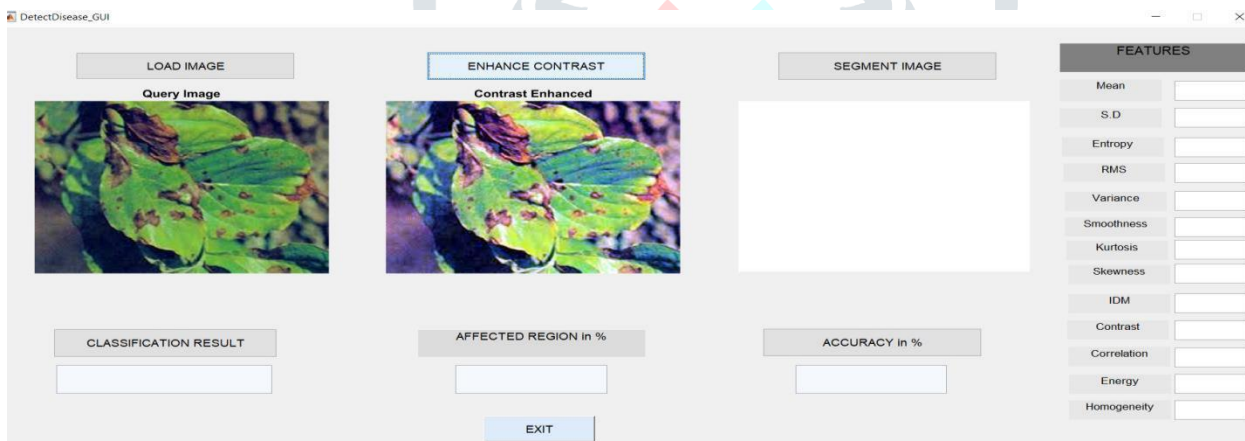 DetectDisease_GUI
LOAD IMAGE
ENHANCE CONTRAST
SEGMENT IMAGE
Query Image
Contrast Enhanced
CLASSIFICATION RESULT
AFFECTED REGION in %
ACCURACY in %
EXIT
FEATURES
Mean
S.D
Entropy
RMS
Variance
Smoothness
Kurtosis
Skewness
IDM
Contrast
Correlation
Energy
Homogeneity